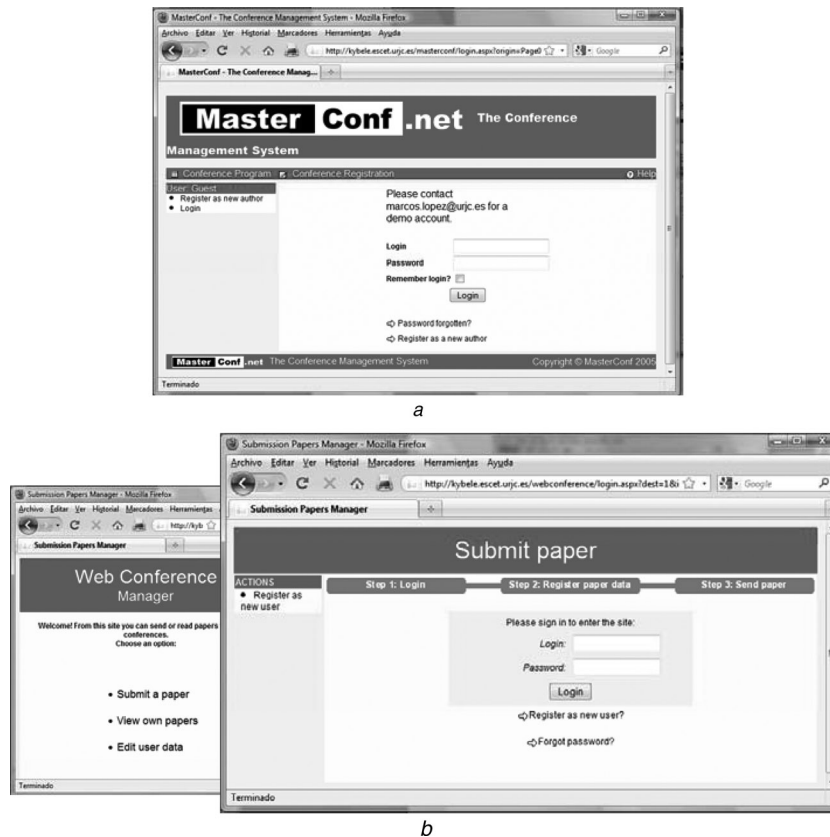 MasterConf - The Conference Management System - Mozilla Firefox
Archivo Editar Ver Historial Marcadores Herramientas Ayuda
http://kybele.escet.urjc.es/masterconf/login.aspx?origin=Page0
Google
MasterConf - The Conference Manag...
Master Conf .net The Conference
Management System
Conference Program Conference Registration Help
User: Guest
• Register as new author
• Login
Please contact
marcos.lopez@urjc.es for a
demo account.
Login
Password
Remember login?
Login
Password forgotten?
Register as a new author
Master Conf .net The Conference Management System Copyright © MasterConf 2005
Terminado
a
Submission Papers Manager - Mozilla Firefox
Archivo Editar Ver Historial Marcadores Herramientas
http://kyb
Submission Papers Manager
Web Conference
Manager
Welcome! From this site you can send or read papers
conferences.
Choose an option:
• Submit a paper
• View own papers
• Edit user data
Terminado
Submission Papers Manager - Mozilla Firefox
Archivo Editar Ver Historial Marcadores Herramientas Ayuda
http://kybele.escet.urjc.es/webconference/login.aspx?dest=1&i
Google
Submission Papers Manager
Submit paper
ACTIONS
• Register as
new user
Step 1: Login Step 2: Register paper data Step 3: Send paper
Please sign in to enter the site:
Login:
Password:
Login
Register as new user?
Forgot password?
Terminado
b